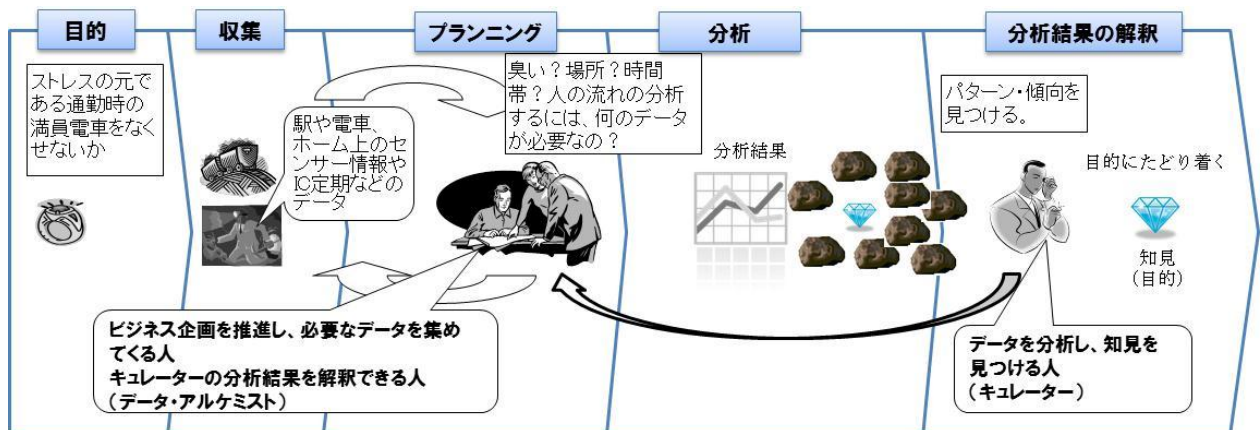 目的
収集
プランニング
分析
分析結果の解釈
ストレスの元で
ある通勤時の
満員電車をなく
せないか
駅や電車、
ホーム上のセ
ンサー情報や
IC定期などの
データ
臭い？場所？時間
帯？人の流れの分析
するには、何のデータ
が必要なの？
分析結果
パターン・傾向を
見つける。
目的にたどり着く
知見
（目的）
ビジネス企画を推進し、必要なデータを集め
てくる人
キュレーターの分析結果を解釈できる人
（データ・アルケミスト）
データを分析し、知見を
見つける人
（キュレーター）